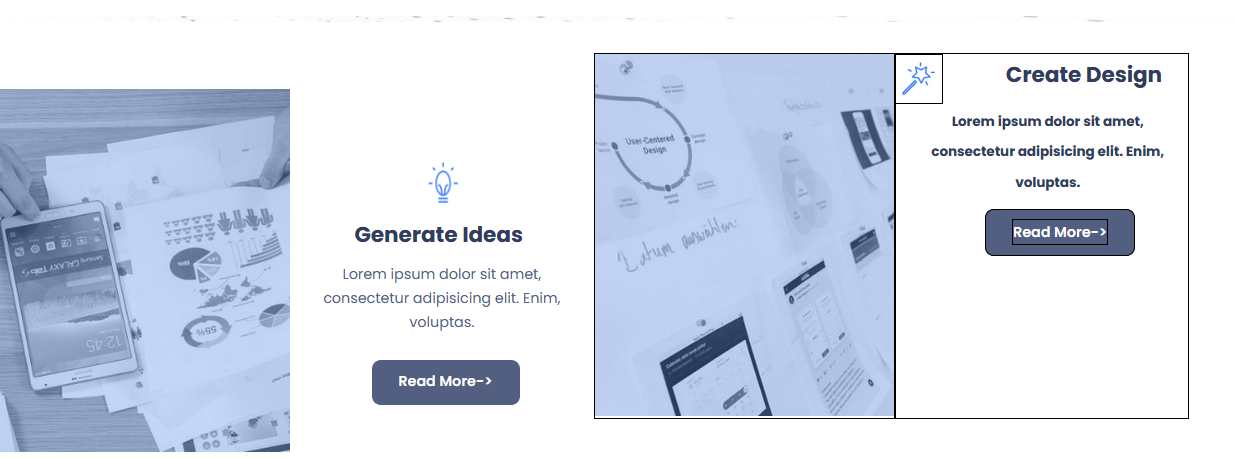 Samsung GALAXY Tab S
12:45
55%
Generate Ideas
Lorem ipsum dolor sit amet,
consectetur adipisicing elit. Enim,
voluptas.
Read More->
User-Centered
Design
Create Design
Lorem ipsum dolor sit amet,
consectetur adipisicing elit. Enim,
voluptas.
Read More->